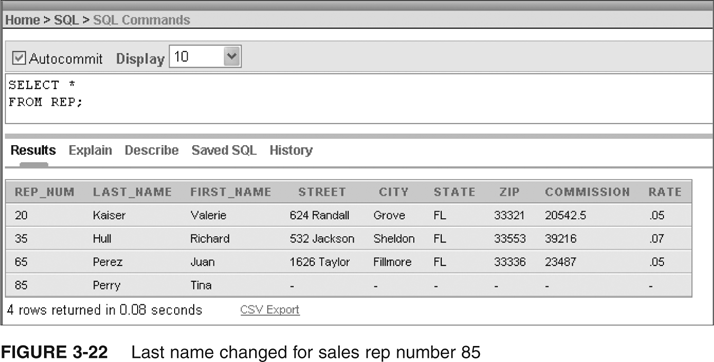 Home > SQL > SQL Commands
Autocommit Display 10
SELECT *
FROM REP;
Results Explain Describe Saved SQL History
REP_NUM LAST_NAME FIRST_NAME STREET CITY STATE ZIP COMMISSION RATE
20 Kaiser Valerie 624 Randall Grove FL 33321 20542.5 .05
35 Hull Richard 532 Jackson Sheldon FL 33553 39216 .07
65 Perez Juan 1626 Taylor Fillmore FL 33336 23487 .05
85 Perry Tina - - - - - -
4 rows returned in 0.08 seconds CSV Export
FIGURE 3-22 Last name changed for sales rep number 85